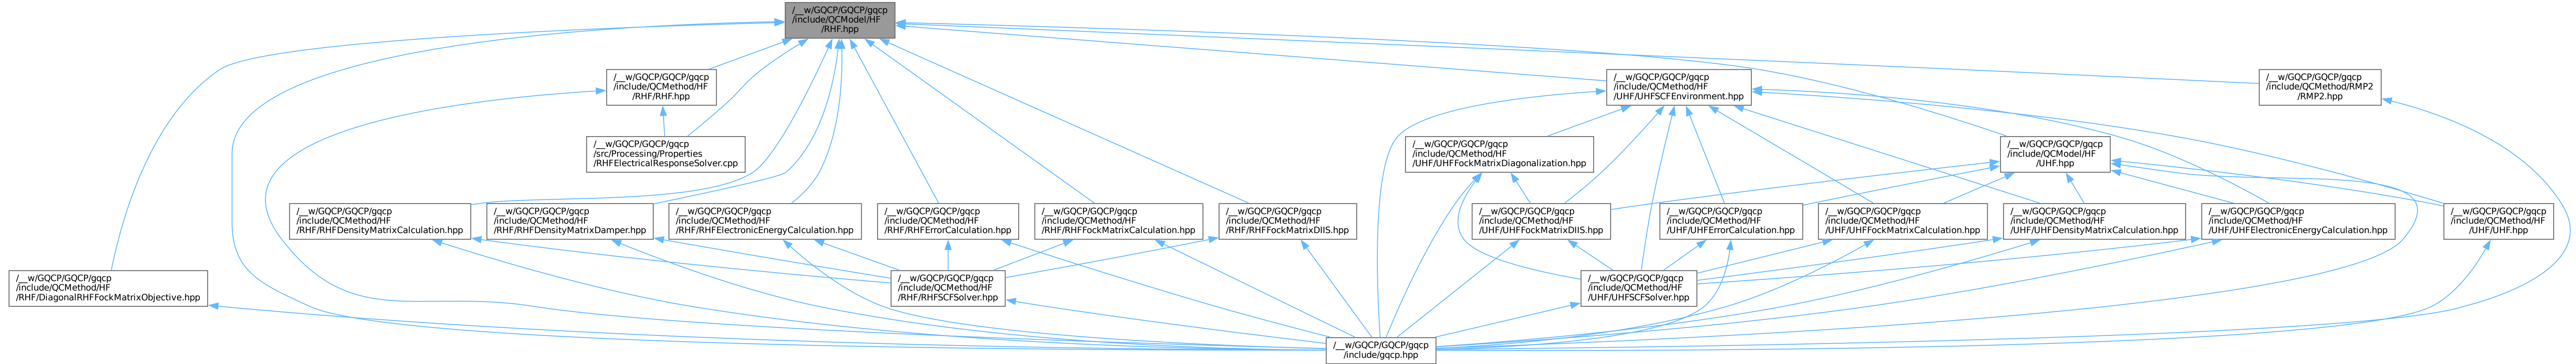 /__w/GQCP/GQCP/gqcp
/include/QCModel/HF
/RHF.hpp
/__w/GQCP/GQCP/gqcp
/include/QCMethod/HF
/RHF/RHF.hpp
/__w/GQCP/GQCP/gqcp
/include/QCMethod/HF
/UHF/UHFSCFEnvironment.hpp
/__w/GQCP/GQCP/gqcp
/include/QCMethod/RMP2
/RMP2.hpp
/__w/GQCP/GQCP/gqcp
/src/Processing/Properties
/RHFElectricalResponseSolver.cpp
/__w/GQCP/GQCP/gqcp
/include/QCMethod/HF
/UHF/UHFFockMatrixDiagonalization.hpp
/__w/GQCP/GQCP/gqcp
/include/QCModel/HF
/UHF.hpp
/__w/GQCP/GQCP/gqcp
/include/QCMethod/HF
/RHF/RHFDensityMatrixCalculation.hpp
/__w/GQCP/GQCP/gqcp
/include/QCMethod/HF
/RHF/RHFDensityMatrixDamper.hpp
/__w/GQCP/GQCP/gqcp
/include/QCMethod/HF
/RHF/RHFElectronicEnergyCalculation.hpp
/__w/GQCP/GQCP/gqcp
/include/QCMethod/HF
/RHF/RHFErrorCalculation.hpp
/__w/GQCP/GQCP/gqcp
/include/QCMethod/HF
/RHF/RHFFockMatrixCalculation.hpp
/__w/GQCP/GQCP/gqcp
/include/QCMethod/HF
/RHF/RHFFockMatrixDIIS.hpp
/__w/GQCP/GQCP/gqcp
/include/QCMethod/HF
/UHF/UHFFockMatrixDIIS.hpp
/__w/GQCP/GQCP/gqcp
/include/QCMethod/HF
/UHF/UHFErrorCalculation.hpp
/__w/GQCP/GQCP/gqcp
/include/QCMethod/HF
/UHF/UHFFockMatrixCalculation.hpp
/__w/GQCP/GQCP/gqcp
/include/QCMethod/HF
/UHF/UHFDensityMatrixCalculation.hpp
/__w/GQCP/GQCP/gqcp
/include/QCMethod/HF
/UHF/UHFElectronicEnergyCalculation.hpp
/__w/GQCP/GQCP/gqcp
/include/QCMethod/HF
/UHF/UHF.hpp
/__w/GQCP/GQCP/gqcp
/include/QCMethod/HF
/RHF/DiagonalRHFFockMatrixObjective.hpp
/__w/GQCP/GQCP/gqcp
/include/QCMethod/HF
/RHF/RHFSCFSolver.hpp
/__w/GQCP/GQCP/gqcp
/include/QCMethod/HF
/UHF/UHFSCFSolver.hpp
/__w/GQCP/GQCP/gqcp
/include/gqcp.hpp